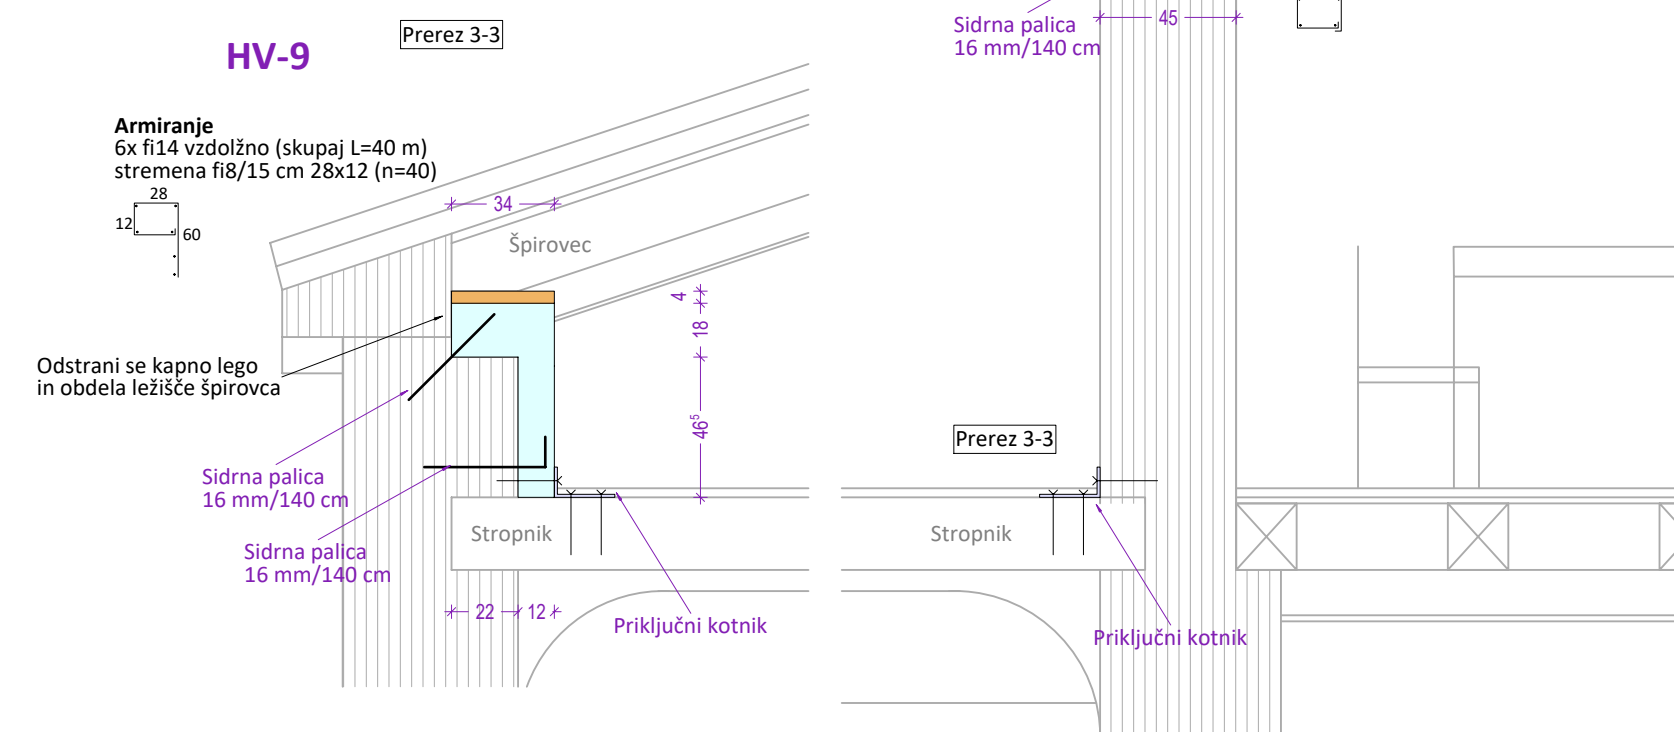 HV-9
Prerez 3-3
Armiranje
6x fi14 vzdolžno (skupaj L=40 m)
stremena fi8/15 cm 28x12 (n=40)
28
12
60
34
Špirovec
4
18
46⁵
Odstrani se kapno lego
in obdela ležišče špirovca
Sidrna palica
16 mm/140 cm
Sidrna palica
16 mm/140 cm
Stropnik
22
12
Priključni kotnik
Sidrna palica
16 mm/140 cm
45
Prerez 3-3
Stropnik
Priključni kotnik